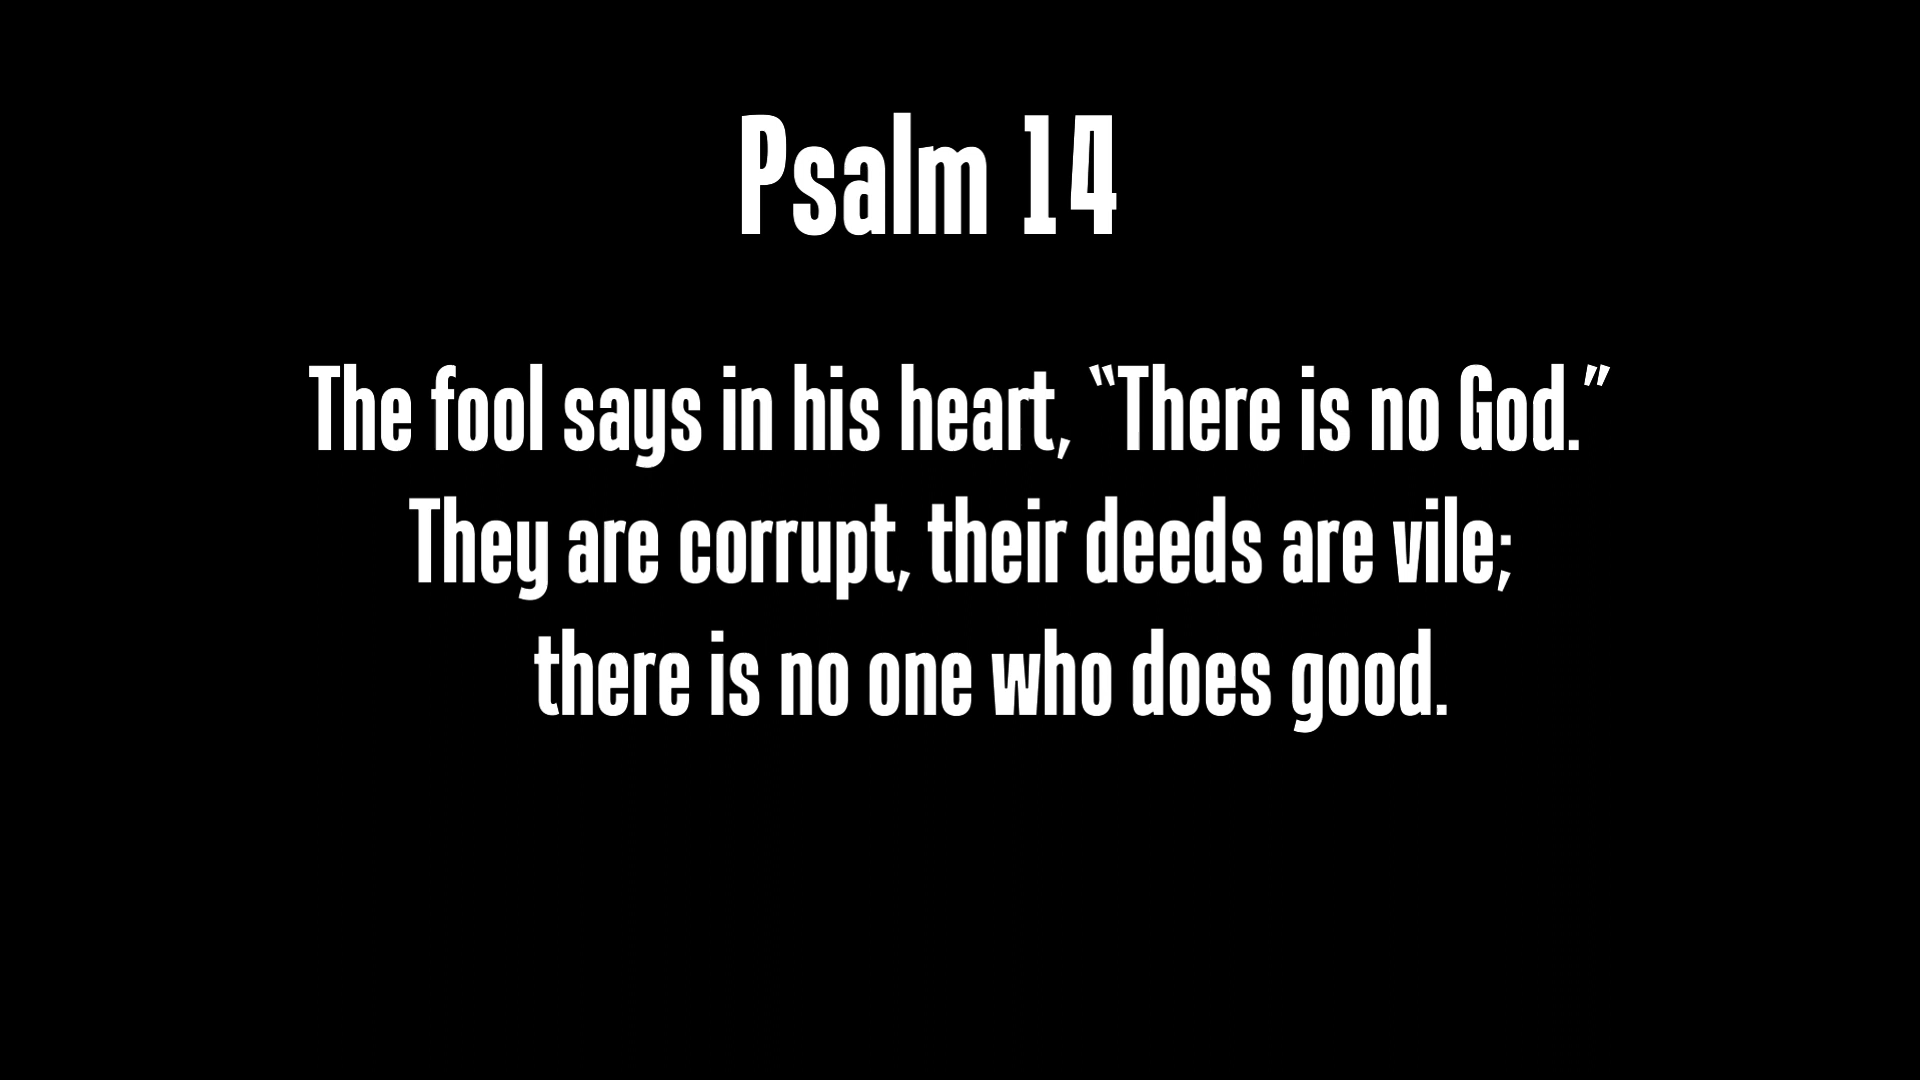 Psalm 14
The fool says in his heart, “There is no God.”
They are corrupt, their deeds are vile;
there is no one who does good.